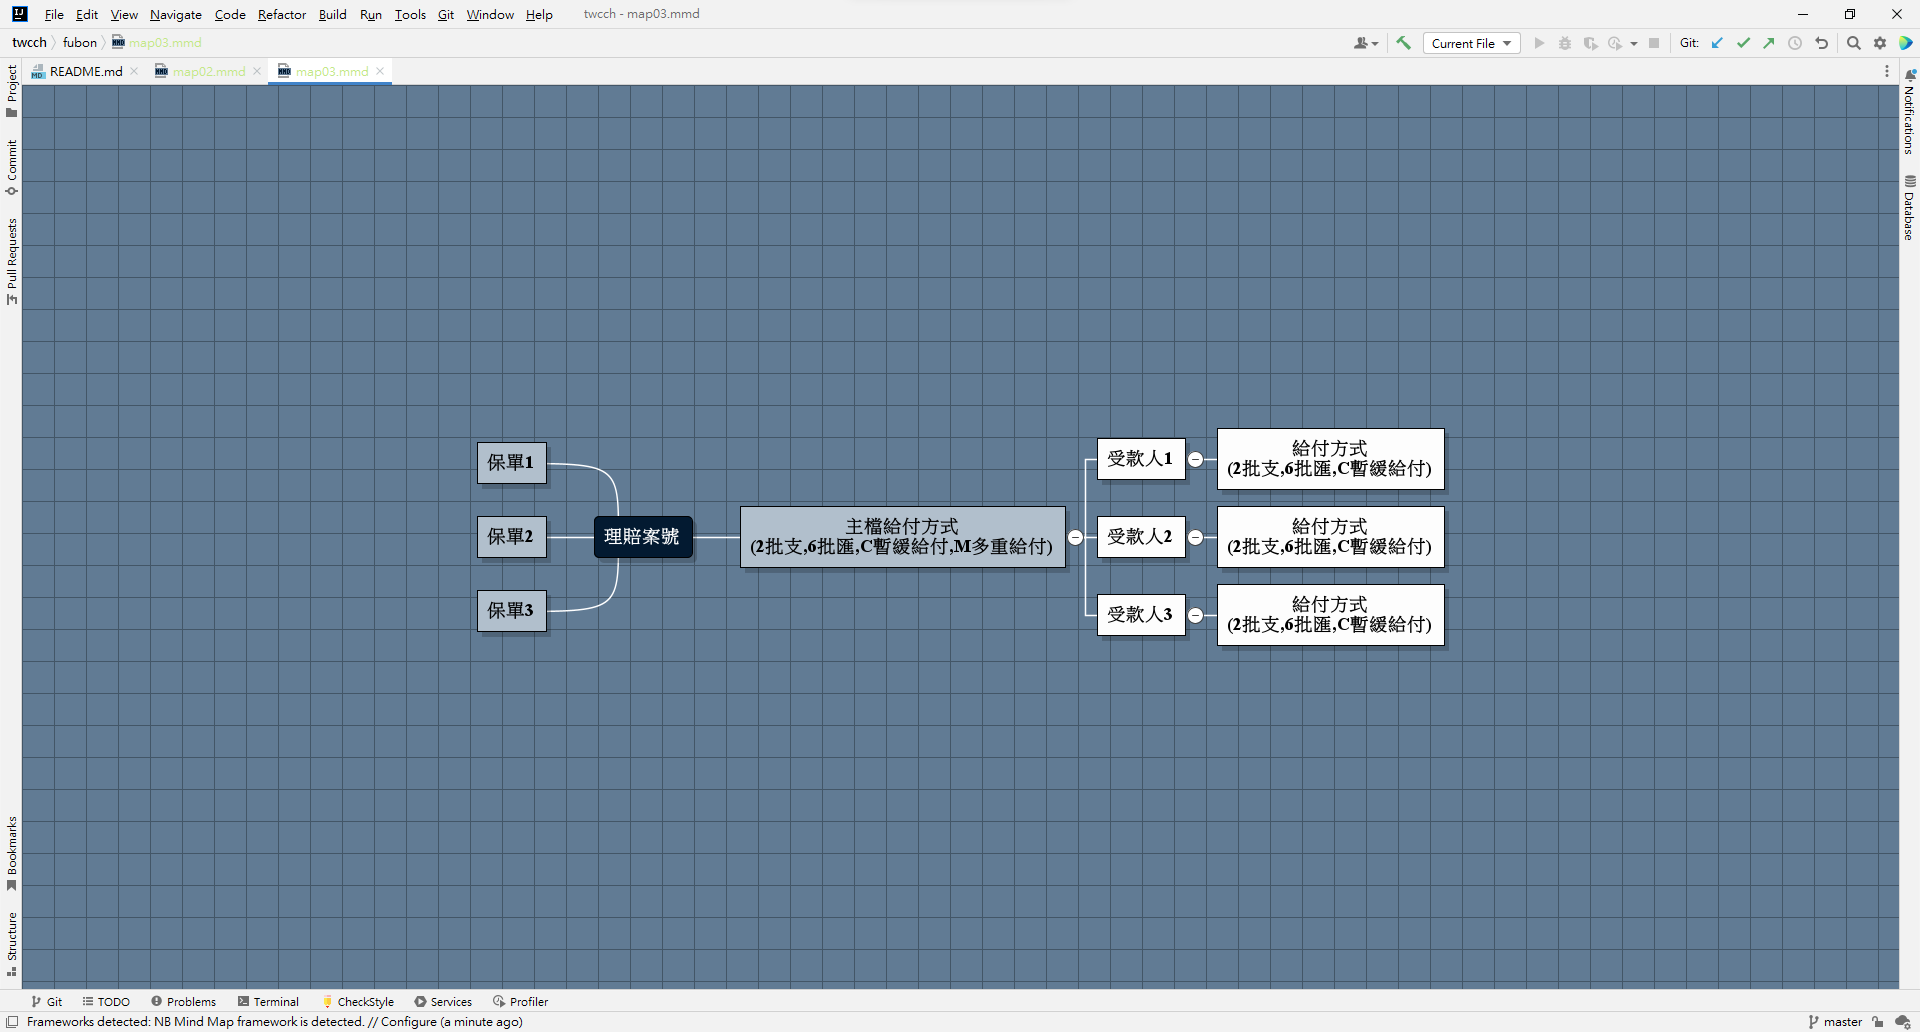 File Edit View Navigate Code Refactor Build Run Tools Git Window Help twcch - map03.mmd
twcch fubon map03.mmd
Current File
Git:
README.md map02.mmd map03.mmd
Project
Commit
Pull Requests
Bookmarks
Structure
Notifications
Database
保單1
保單2
保單3
理賠案號
主檔給付方式
(2批支,6批匯,C暫緩給付,M多重給付)
受款人1
給付方式
(2批支,6批匯,C暫緩給付)
受款人2
給付方式
(2批支,6批匯,C暫緩給付)
受款人3
給付方式
(2批支,6批匯,C暫緩給付)
Git TODO Problems Terminal CheckStyle Services Profiler
Frameworks detected: NB Mind Map framework is detected. // Configure (a minute ago)
master